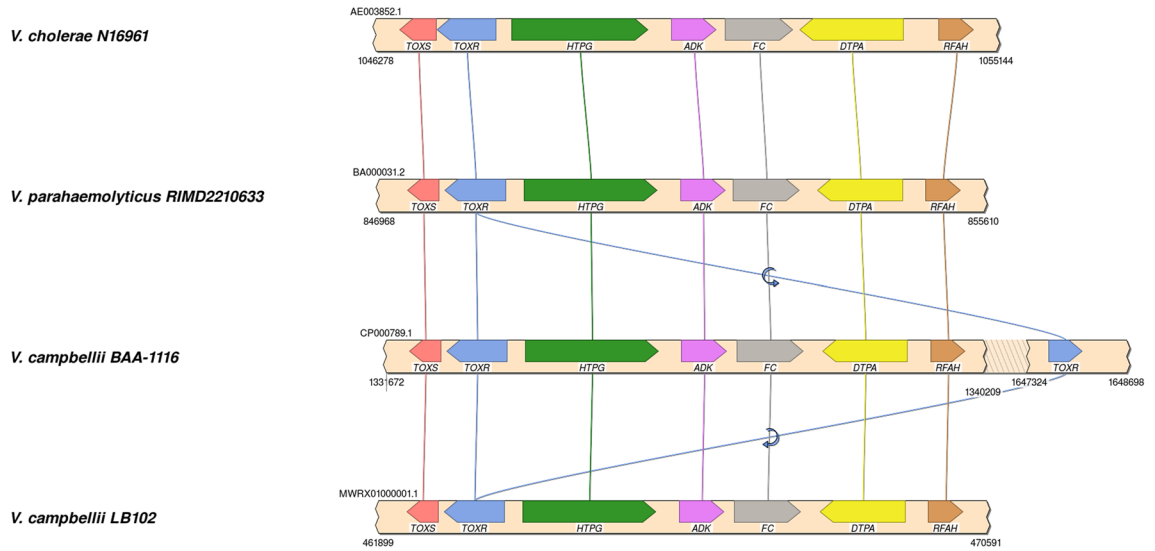 AE003852.1
V. cholerae N16961
TOXS TOXR HTPG ADK FC DTPA RFAH
1046278 1055144
BA000031.2
V. parahaemolyticus RIMD2210633
TOXS TOXR HTPG ADK FC DTPA RFAH
846968 855610
CP000789.1
V. campbellii BAA-1116
TOXS TOXR HTPG ADK FC DTPA RFAH TOXR
1331672 1340209 1647324 1648698
MWRX01000001.1
V. campbellii LB102
TOXS TOXR HTPG ADK FC DTPA RFAH
461899 470591